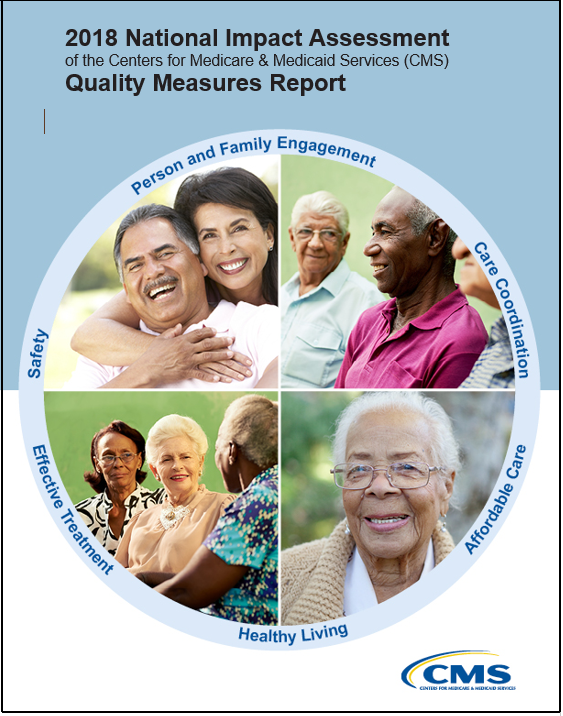 2018 National Impact Assessment
of the Centers for Medicare & Medicaid Services (CMS)
Quality Measures Report
Person and Family Engagement
Care Coordination
Safety
Effective Treatment
Affordable Care
Healthy Living
CMS
CENTERS FOR MEDICARE & MEDICAID SERVICES